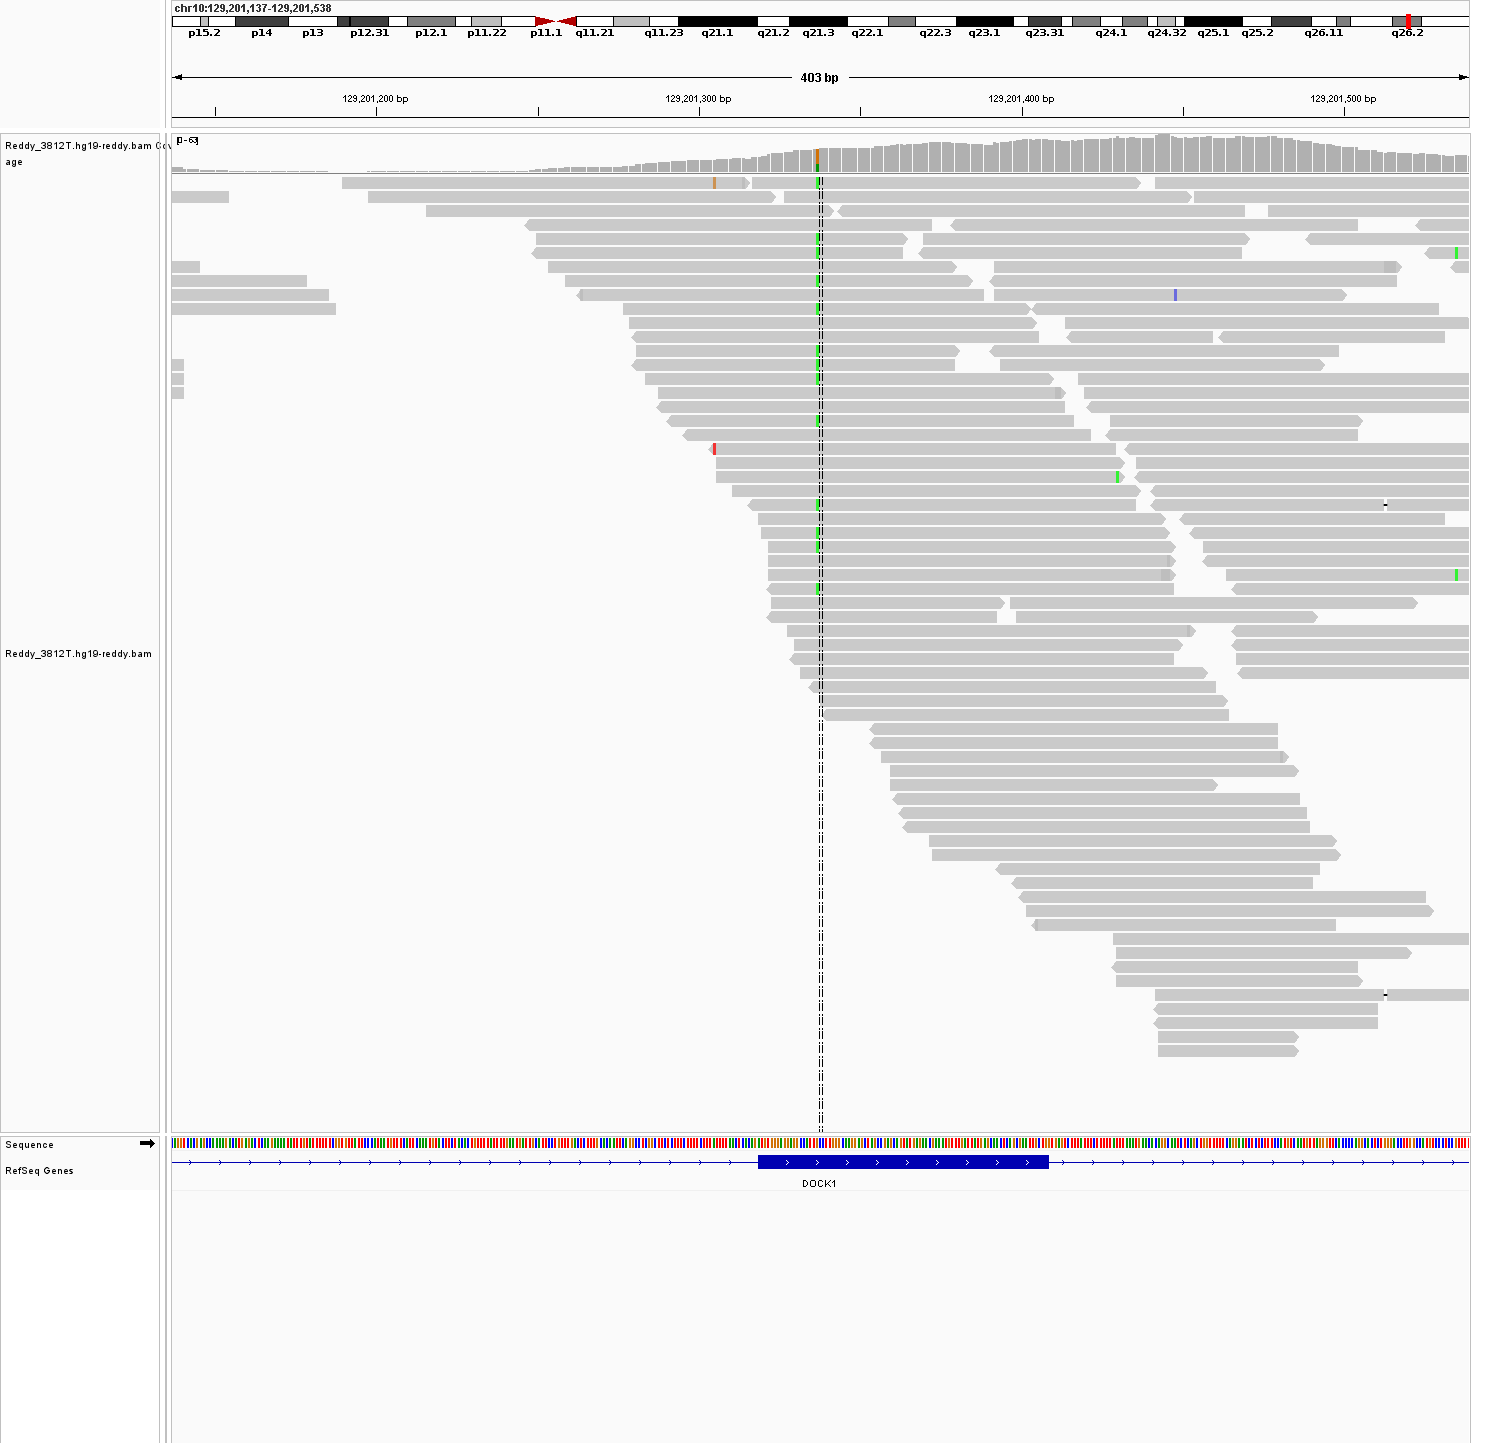 chr10:129,201,137-129,201,538
p15.2 p14 p13 p12.31 p12.1 p11.22 p11.1 q11.21 q11.23 q21.1 q21.2 q21.3 q22.1 q22.3 q23.1 q23.31 q24.1 q24.32 q25.1 q25.2 q26.11 q26.2
403 bp
129,201,200 bp 129,201,300 bp 129,201,400 bp 129,201,500 bp
[0-63]
Reddy_3812T.hg19-reddy.bam Cov
age
Reddy_3812T.hg19-reddy.bam
Sequence
RefSeq Genes
DOCK1